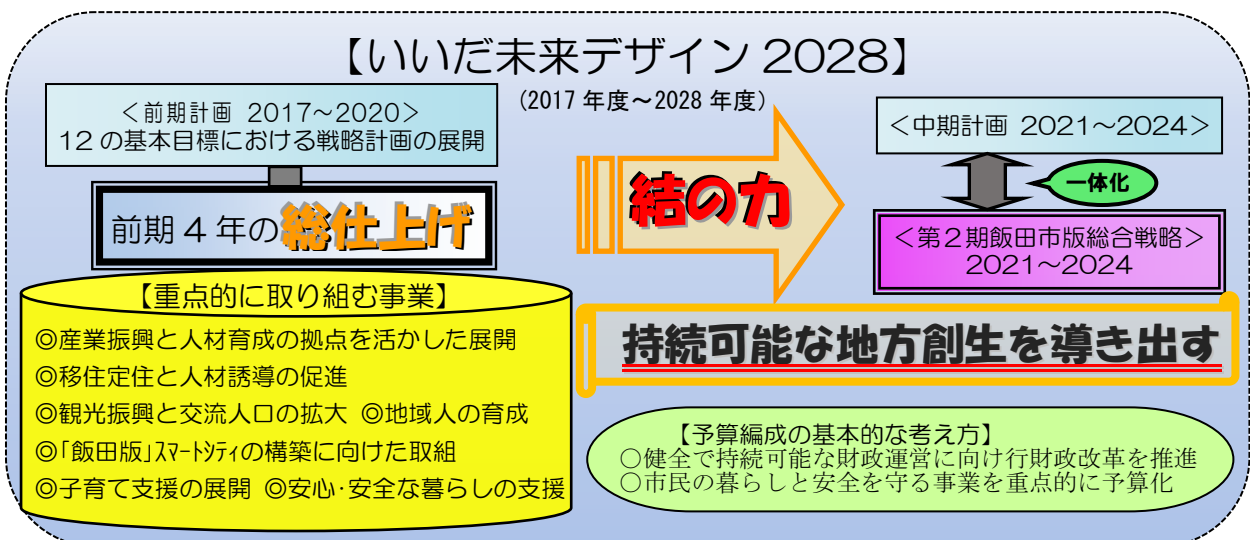 【いいだ未来デザイン 2028】
(2017 年度～2028 年度)
＜前期計画 2017～2020＞
12 の基本目標における戦略計画の展開
前期 4 年の総仕上げ
【重点的に取り組む事業】
◎産業振興と人材育成の拠点を活かした展開
◎移住定住と人材誘導の促進
◎観光振興と交流人口の拡大 ◎地域人の育成
◎｢飯田版｣ｽﾏｰﾄｼﾃｨの構築に向けた取組
◎子育て支援の展開 ◎安心･安全な暮らしの支援
結の力
＜中期計画 2021～2024＞
一体化
＜第２期飯田市版総合戦略＞
2021～2024
持続可能な地方創生を導き出す
【予算編成の基本的な考え方】
○健全で持続可能な財政運営に向け行財政改革を推進
○市民の暮らしと安全を守る事業を重点的に予算化